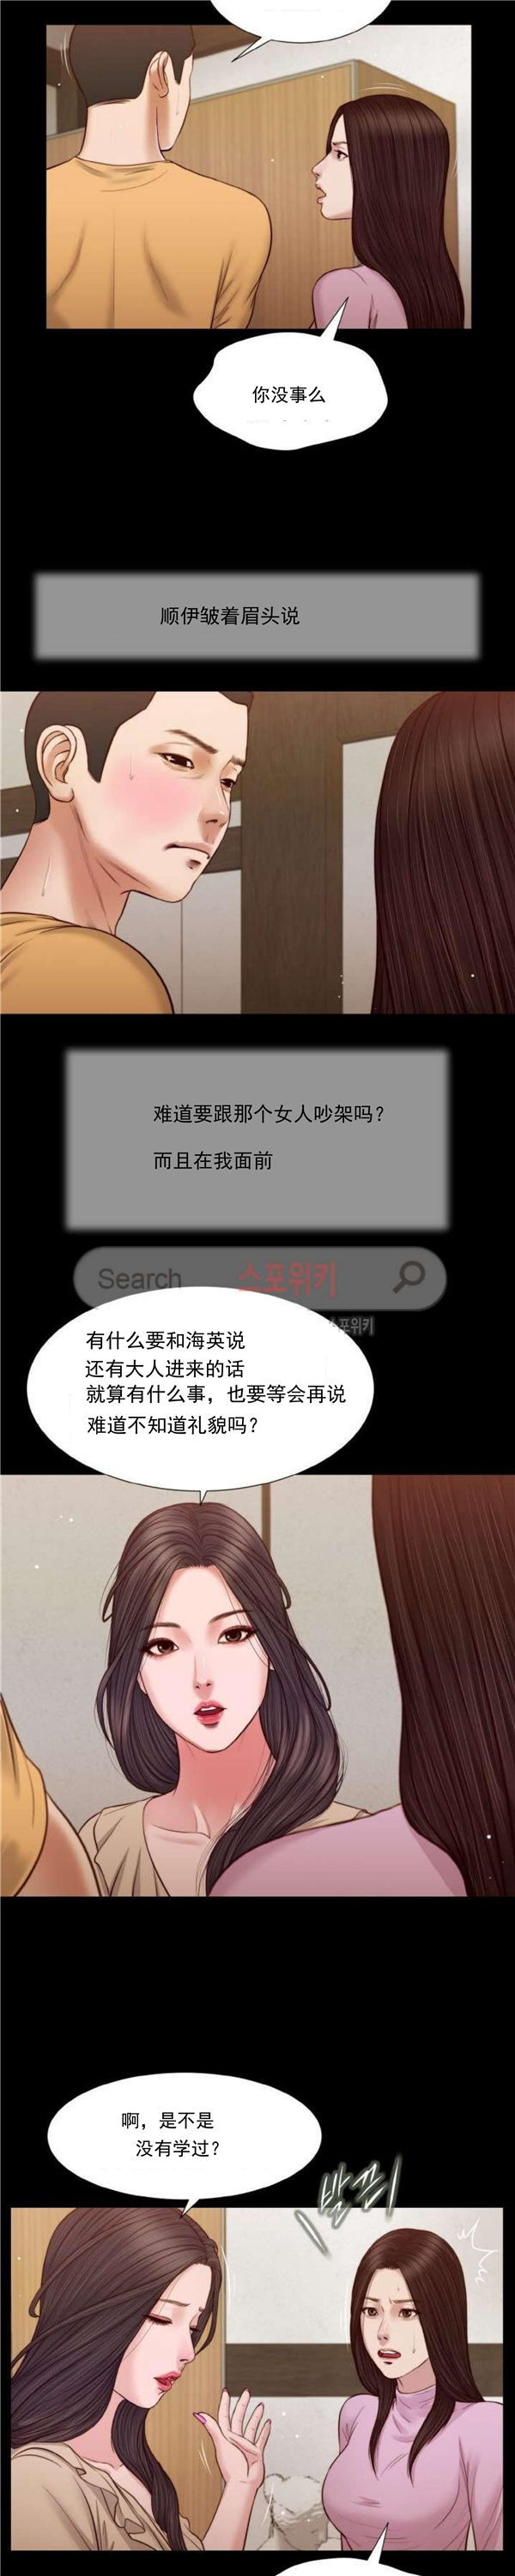 你没事么
顺伊皱着眉头说
难道要跟那个女人吵架吗？
而且在我面前
Search 스포위키
스포위키
有什么要和海英说
还有大人进来的话
就算有什么事，也要等会再说
难道不知道礼貌吗？
啊，是不是
没有学过？
발끈!